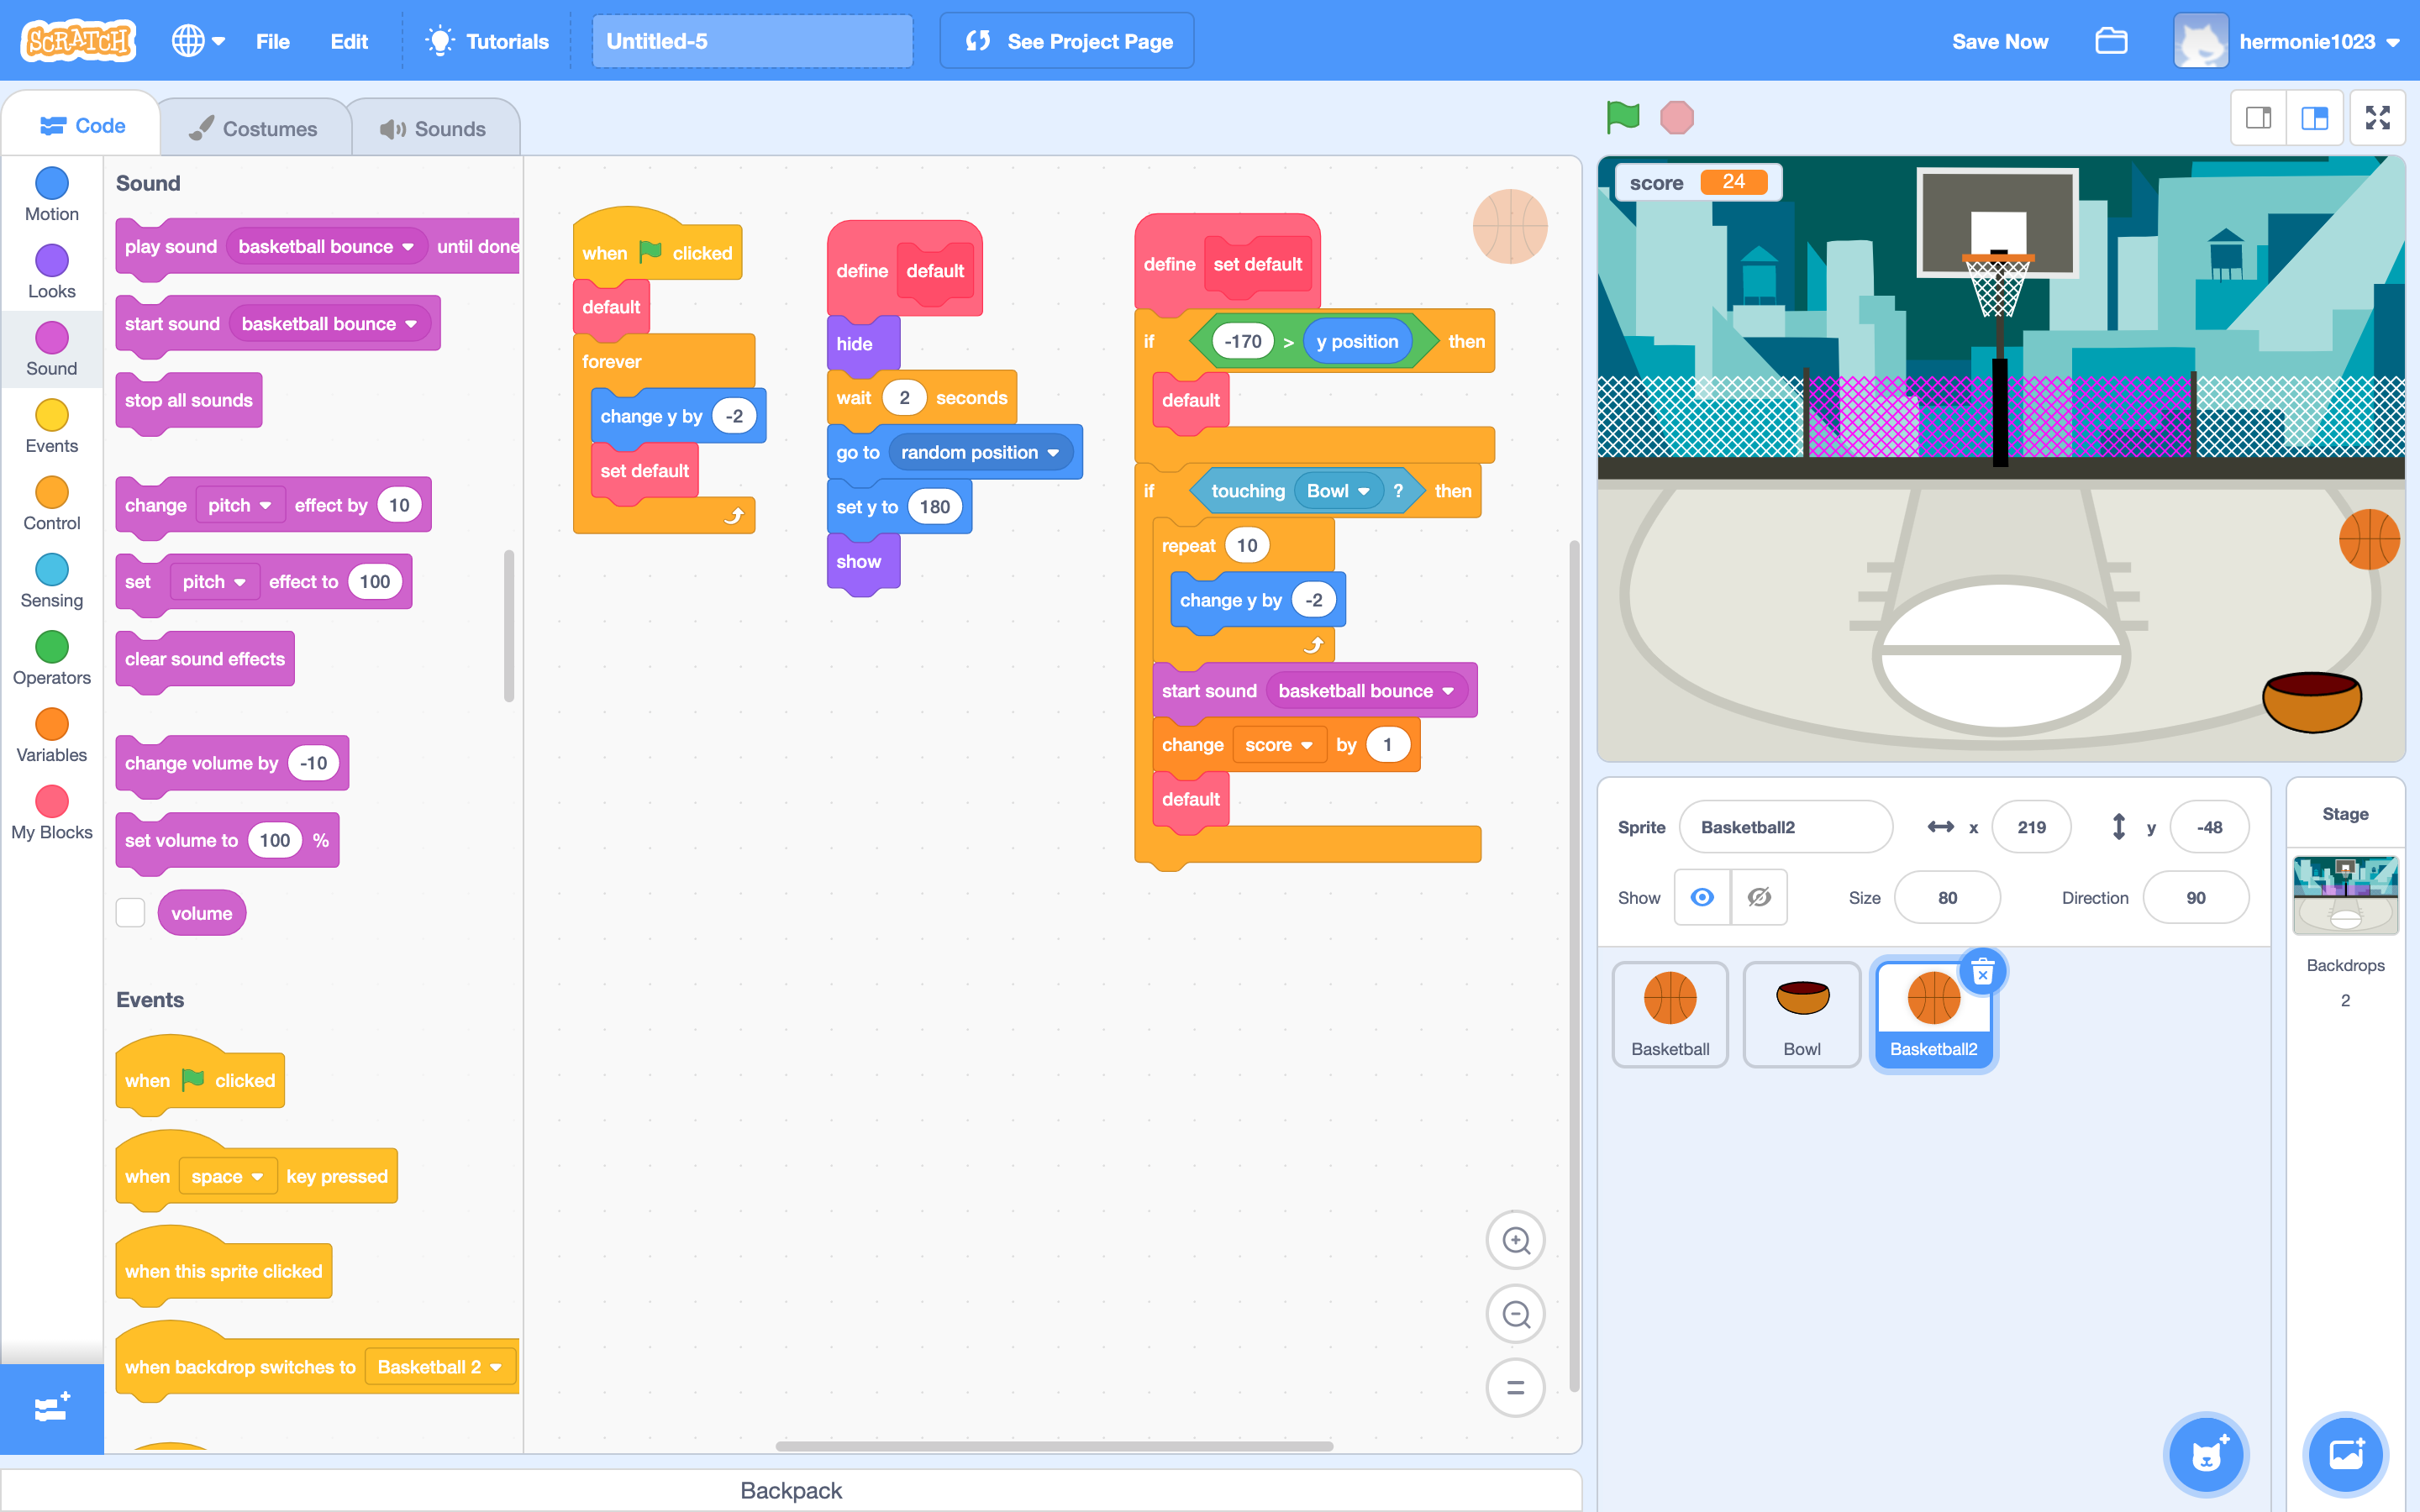 SCRATCH
File
Edit
Tutorials
Untitled-5
See Project Page
Save Now
hermonie1023
Code
Costumes
Sounds
Motion
Looks
Sound
Events
Control
Sensing
Operators
Variables
My Blocks
Sound
play sound basketball bounce until done
start sound basketball bounce
stop all sounds
change pitch effect by 10
set pitch effect to 100
clear sound effects
change volume by -10
set volume to 100 %
volume
Events
when clicked
when space key pressed
when this sprite clicked
when backdrop switches to Basketball 2
when clicked
default
forever
change y by -2
set default
define default
hide
wait 2 seconds
go to random position
set y to 180
show
define set default
if -170 > y position then
default
if touching Bowl ? then
repeat 10
change y by -2
start sound basketball bounce
change score by 1
default
Backpack
score 24
Sprite Basketball2 x 219 y -48
Show Size 80 Direction 90
Basketball
Bowl
Basketball2
Stage
Backdrops
2